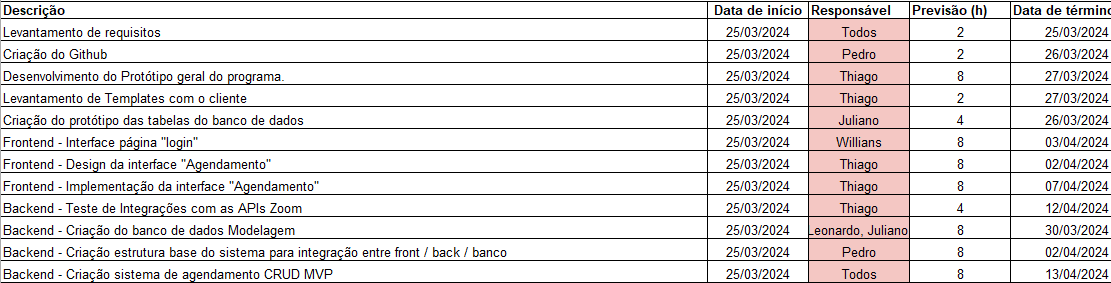 Descrição Data de início Responsável Previsão (h) Data de término
Levantamento de requisitos 25/03/2024 Todos 2 25/03/2024
Criação do Github 25/03/2024 Pedro 2 26/03/2024
Desenvolvimento do Protótipo geral do programa. 25/03/2024 Thiago 8 27/03/2024
Levantamento de Templates com o cliente 25/03/2024 Thiago 2 27/03/2024
Criação do protótipo das tabelas do banco de dados 25/03/2024 Juliano 4 26/03/2024
Frontend - Interface página "login" 25/03/2024 Willians 8 03/04/2024
Frontend - Design da interface "Agendamento" 25/03/2024 Thiago 8 02/04/2024
Frontend - Implementação da interface "Agendamento" 25/03/2024 Thiago 8 07/04/2024
Backend - Teste de Integrações com as APIs Zoom 25/03/2024 Thiago 4 12/04/2024
Backend - Criação do banco de dados Modelagem 25/03/2024 Leonardo, Juliano 8 30/03/2024
Backend - Criação estrutura base do sistema para integração entre front / back / banco 25/03/2024 Pedro 8 02/04/2024
Backend - Criação sistema de agendamento CRUD MVP 25/03/2024 Todos 8 13/04/2024